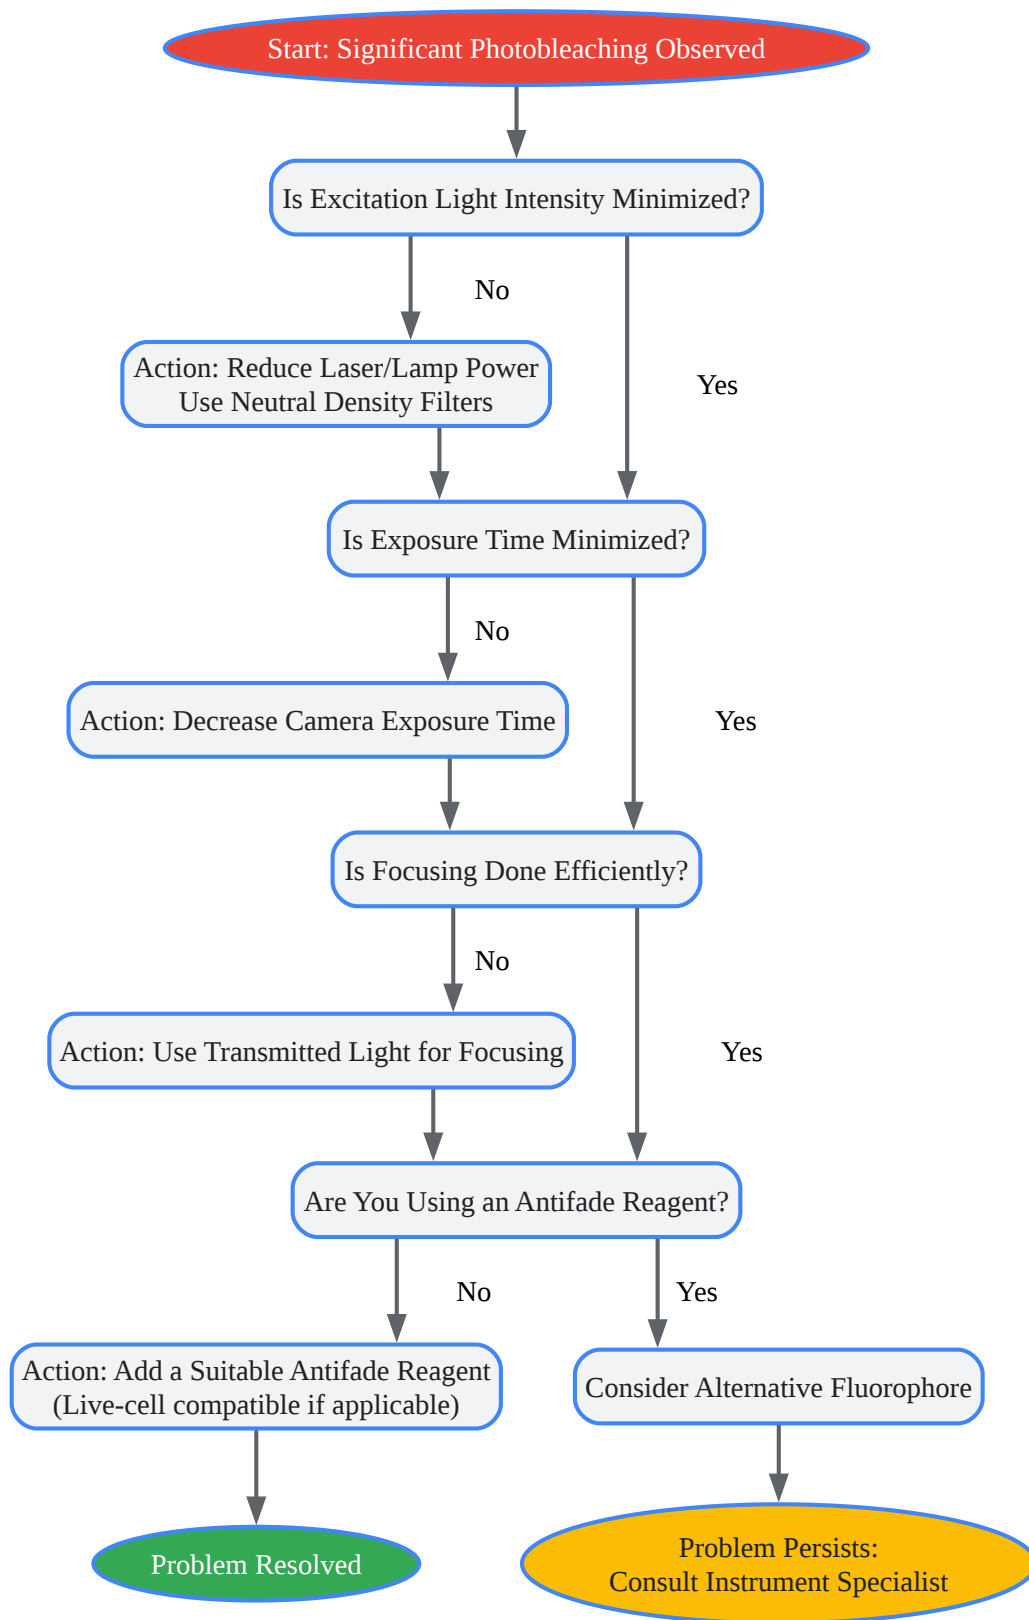 Start: Significant Photobleaching Observed
Is Excitation Light Intensity Minimized?
No
Action: Reduce Laser/Lamp Power
Use Neutral Density Filters
Yes
Is Exposure Time Minimized?
No
Action: Decrease Camera Exposure Time
Yes
Is Focusing Done Efficiently?
No
Action: Use Transmitted Light for Focusing
Yes
Are You Using an Antifade Reagent?
No
Yes
Action: Add a Suitable Antifade Reagent
(Live-cell compatible if applicable)
Consider Alternative Fluorophore
Problem Resolved
Problem Persists:
Consult Instrument Specialist